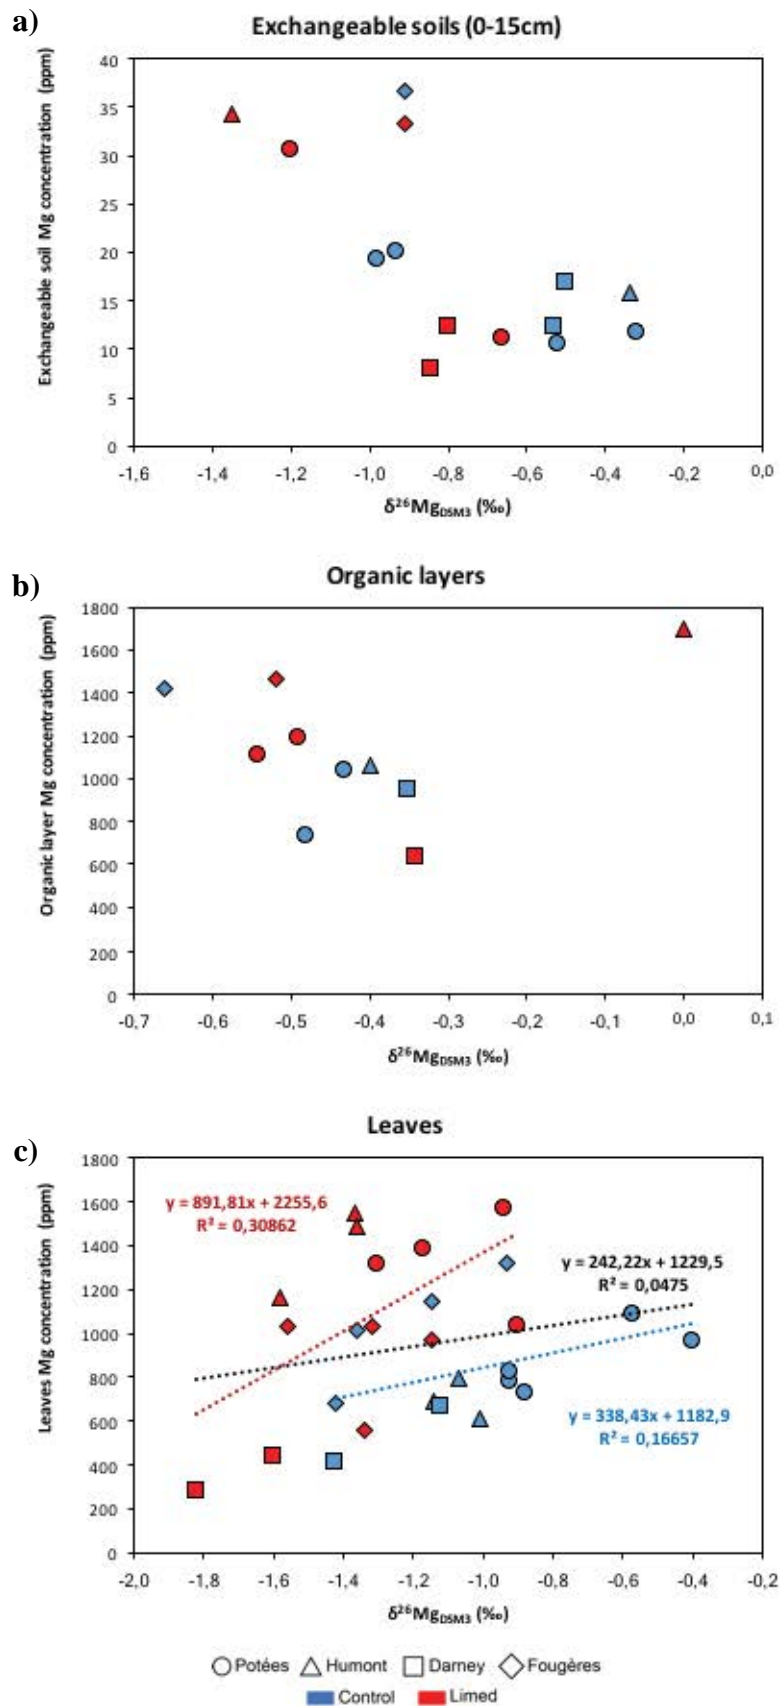 a)
Exchangeable soils (0-15cm)
Exchangeable soil Mg concentration (ppm)
40
35
30
25
20
15
10
5
0
-1,6 -1,4 -1,2 -1,0 -0,8 -0,6 -0,4 -0,2 0,0
δ²⁶Mg_DSM3 (‰)
b)
Organic layers
Organic layer Mg concentration (ppm)
1800
1600
1400
1200
1000
800
600
400
200
0
-0,7 -0,6 -0,5 -0,4 -0,3 -0,2 -0,1 0,0 0,1
δ²⁶Mg_DSM3 (‰)
c)
Leaves
Leaves Mg concentration (ppm)
1800
1600
1400
1200
1000
800
600
400
200
0
y = 891,81x + 2255,6
R² = 0,30862
y = 242,22x + 1229,5
R² = 0,0475
y = 338,43x + 1182,9
R² = 0,16657
-2,0 -1,8 -1,6 -1,4 -1,2 -1,0 -0,8 -0,6 -0,4 -0,2
δ²⁶Mg_DSM3 (‰)
Potées Humont Darney Fougères
Control Limed